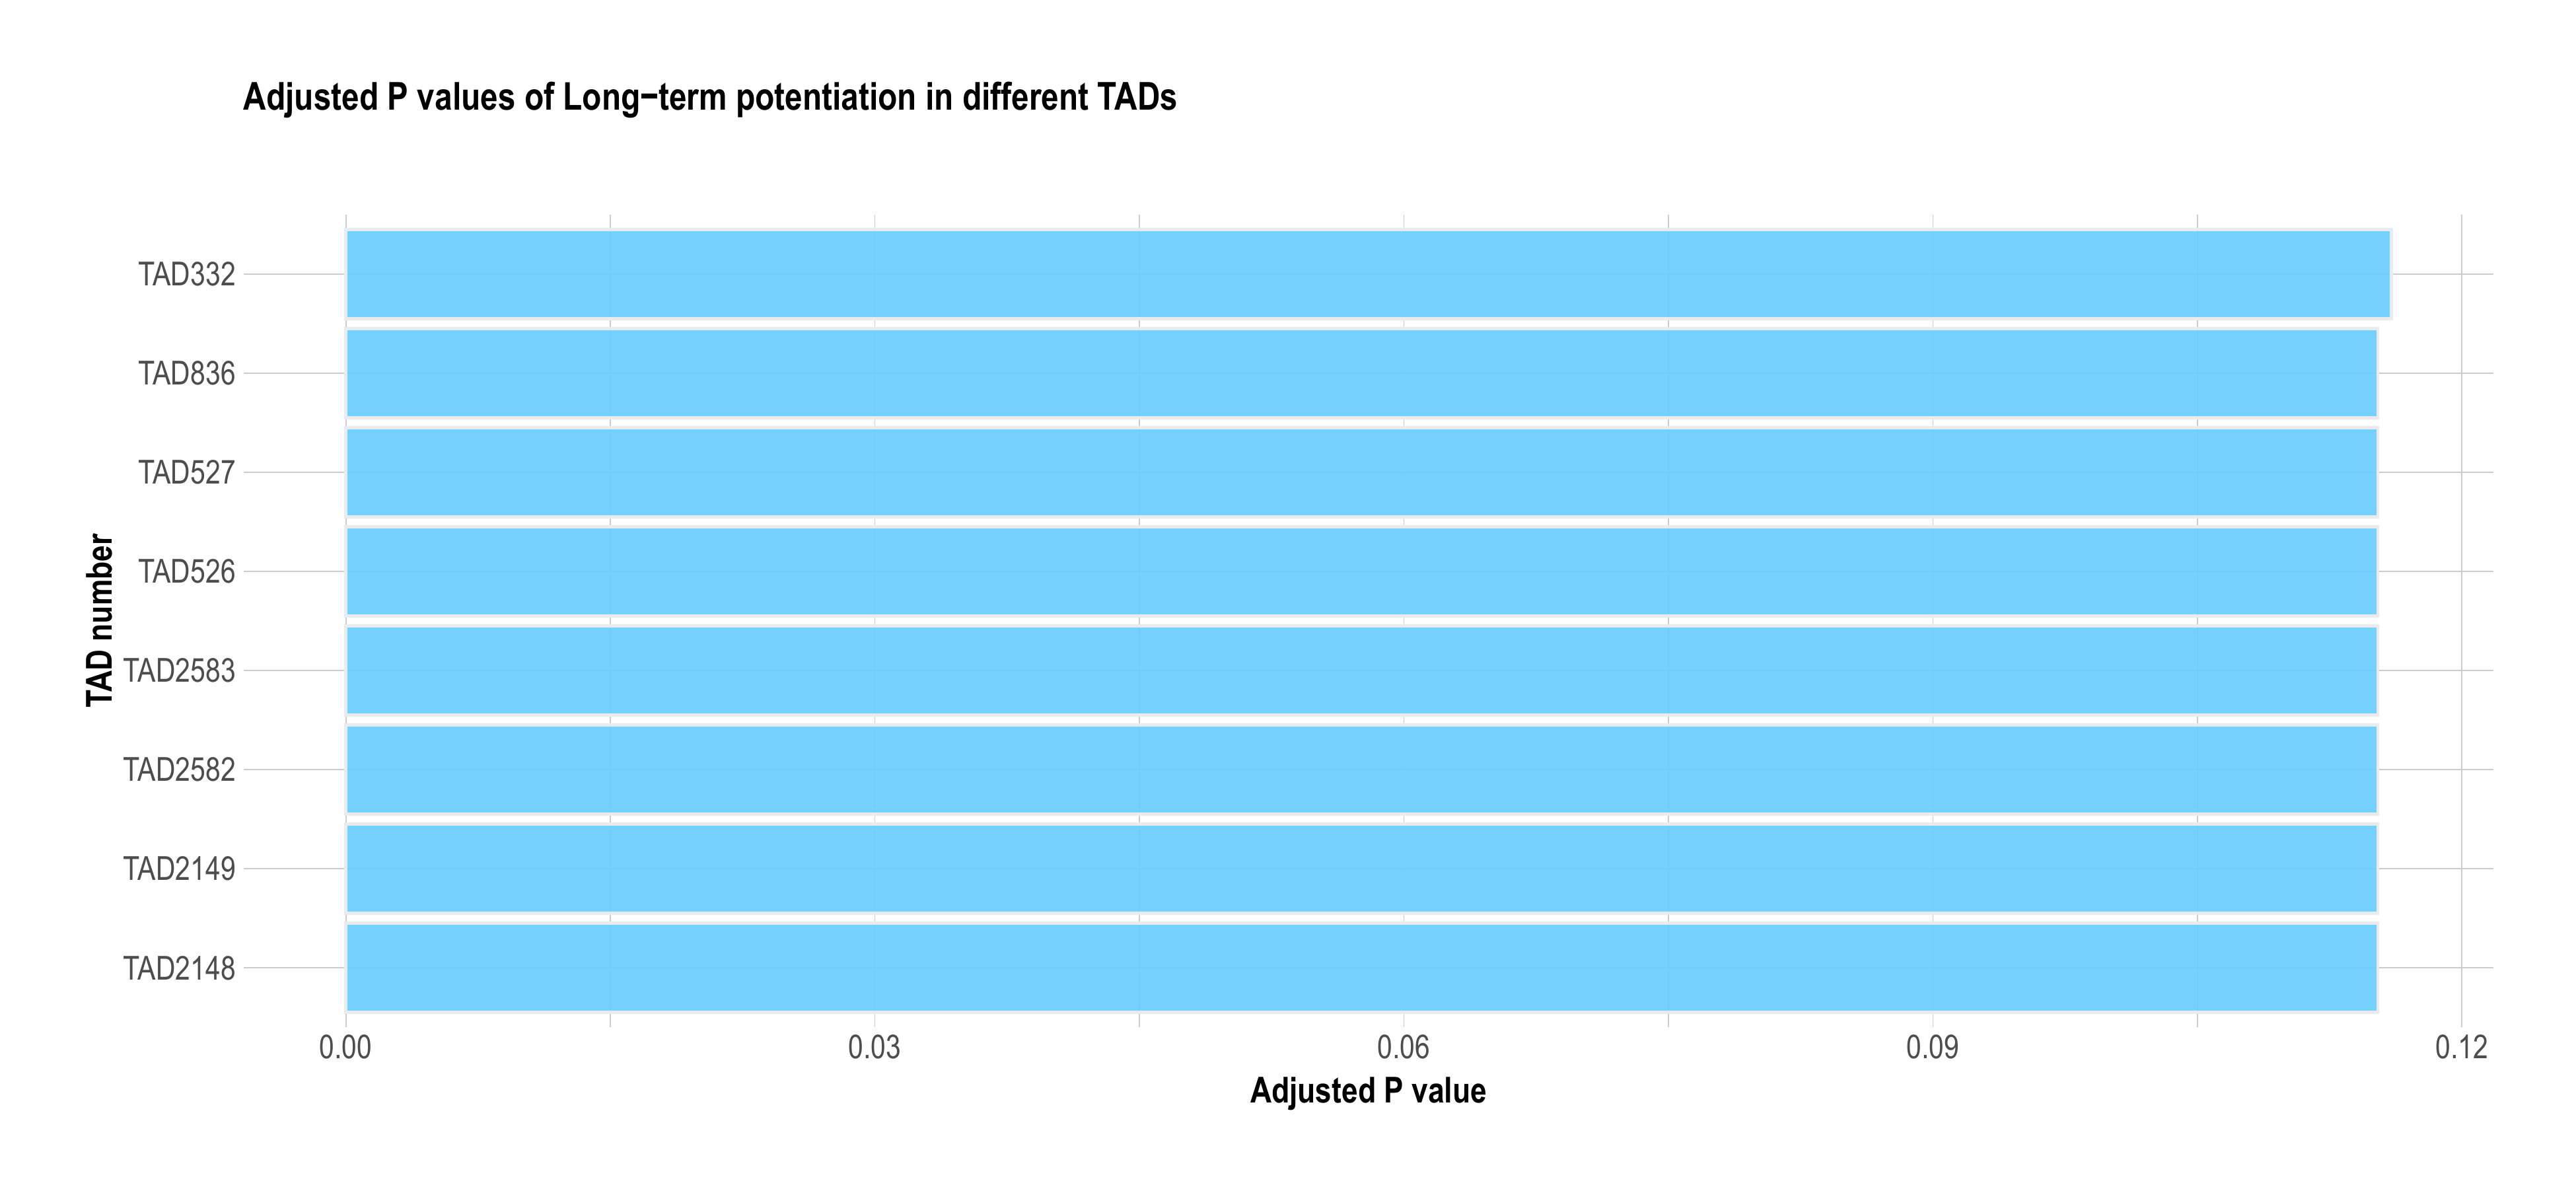 Adjusted P values of Long−term potentiation in different TADs
TAD number
TAD332
TAD836
TAD527
TAD526
TAD2583
TAD2582
TAD2149
TAD2148
0.00 0.03 0.06 0.09 0.12
Adjusted P value